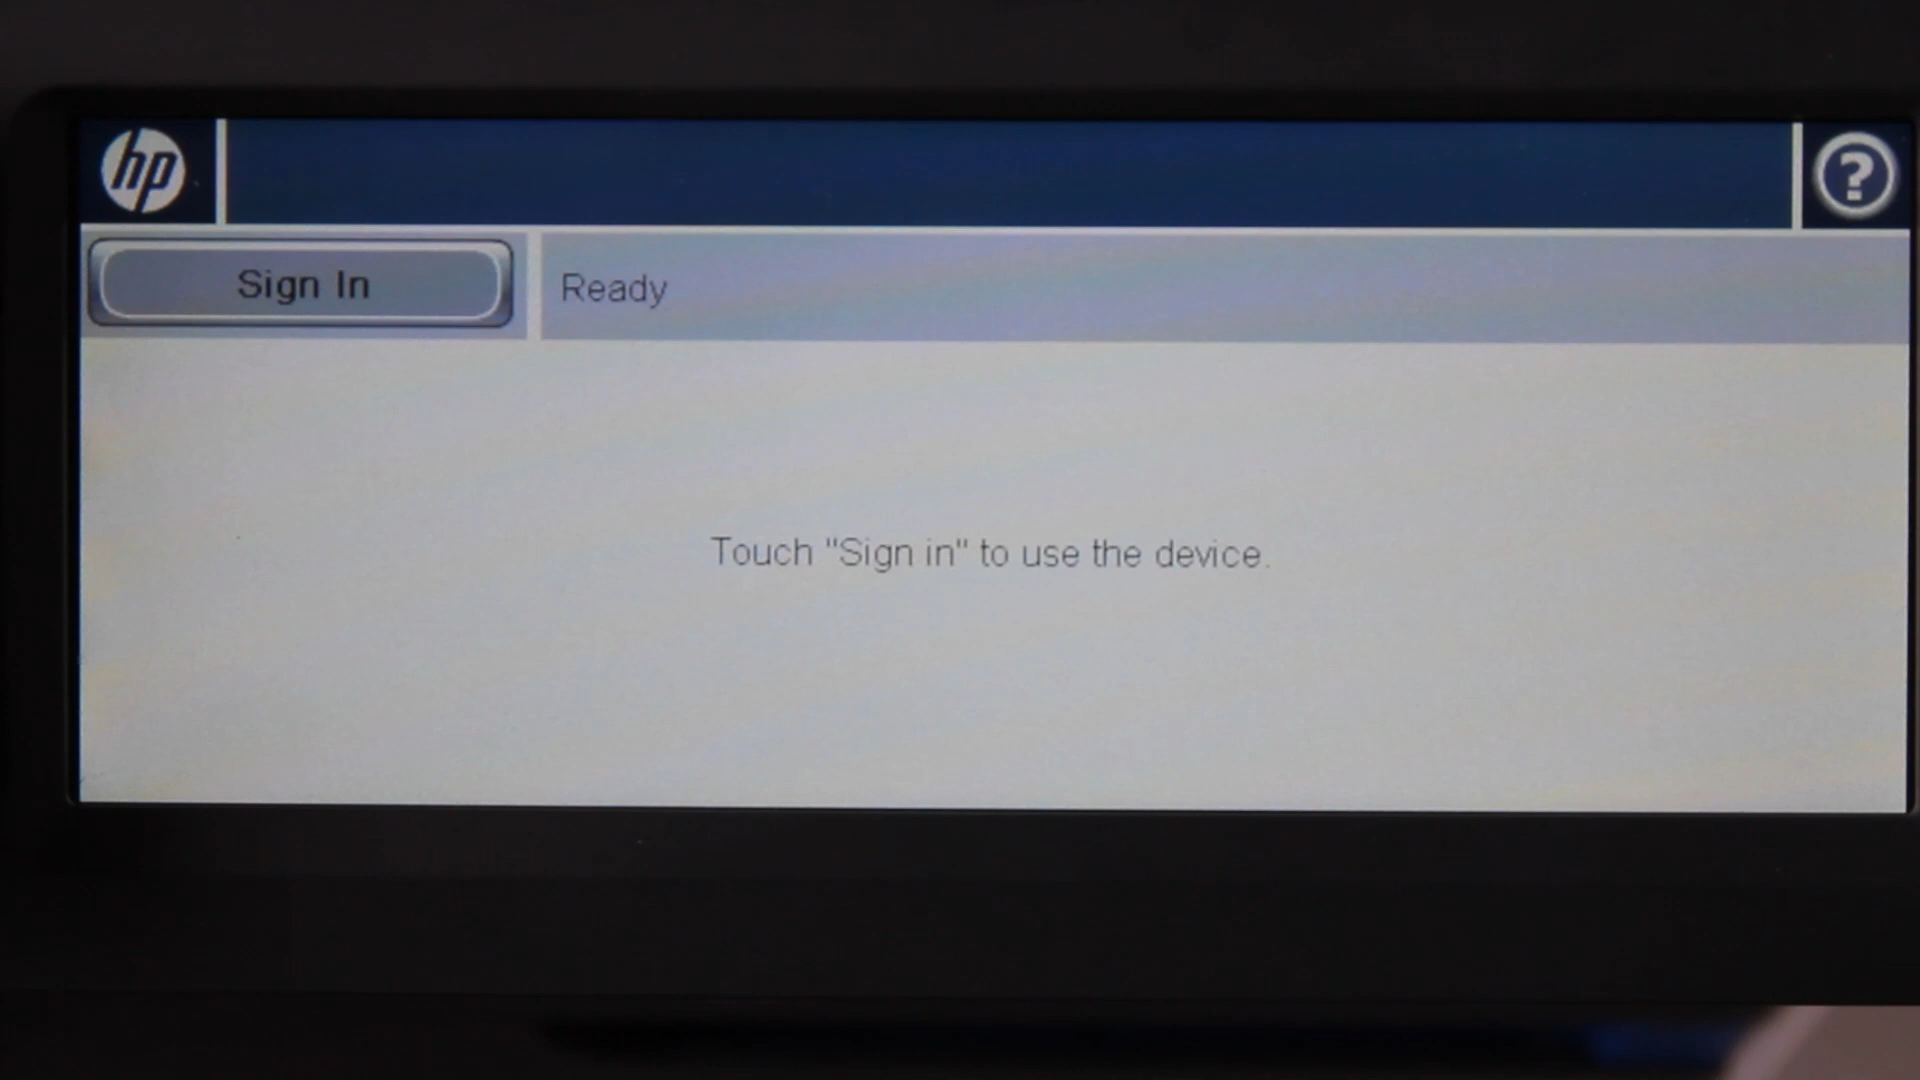 hp
?
Sign In
Ready
Touch "Sign in" to use the device.